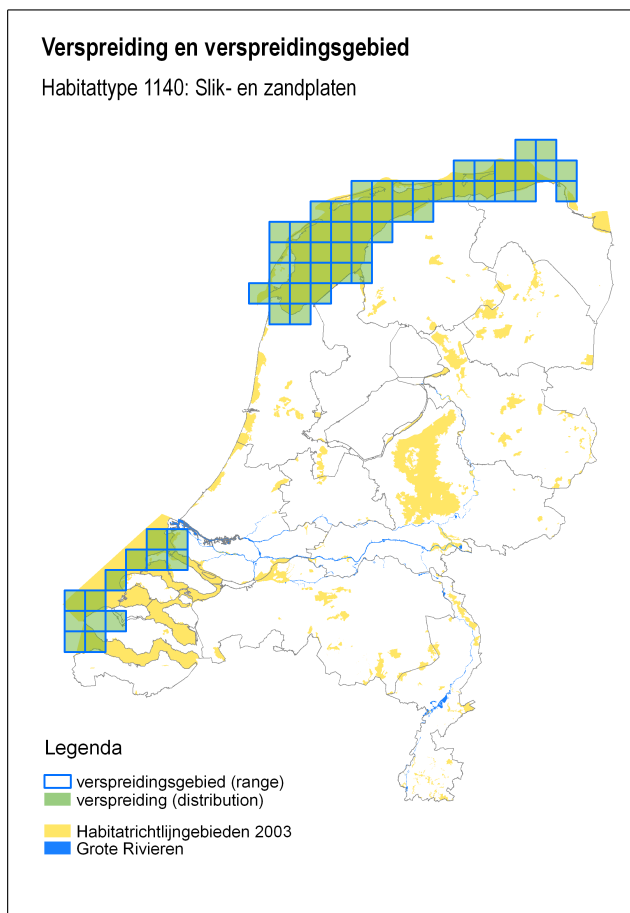 Verspreiding en verspreidingsgebied
Habitattype 1140: Slik- en zandplaten
Legenda
verspreidingsgebied (range)
verspreiding (distribution)
Habitatrichtlijngebieden 2003
Grote Rivieren